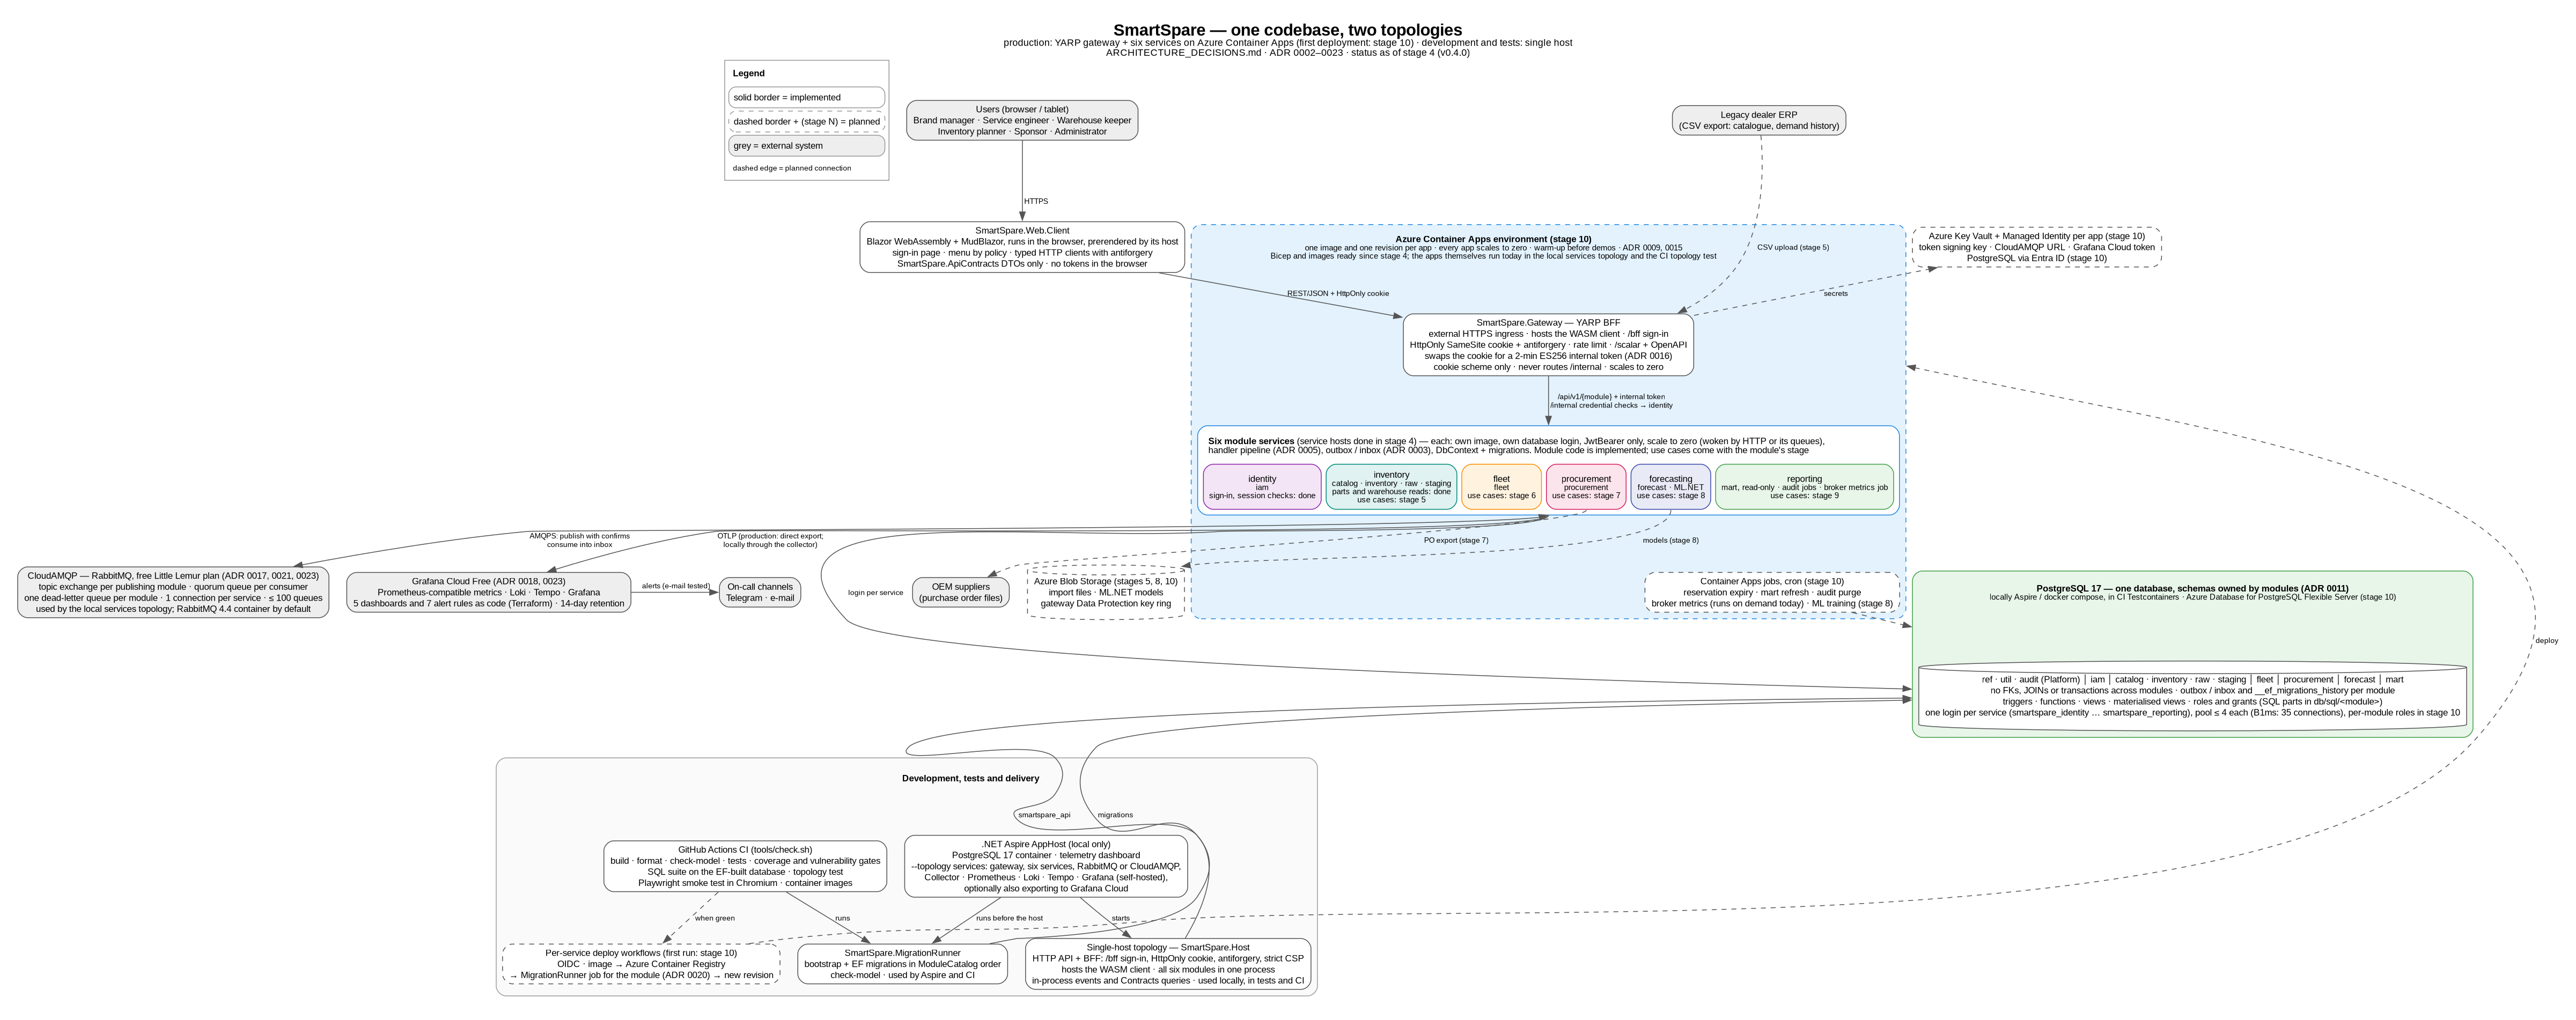 SmartSpare — one codebase, two topologies
production: YARP gateway + six services on Azure Container Apps (first deployment: stage 10) · development and tests: single host
ARCHITECTURE_DECISIONS.md · ADR 0002–0023 · status as of stage 4 (v0.4.0)
Legend
solid border = implemented
dashed border + (stage N) = planned
grey = external system
dashed edge = planned connection
Users (browser / tablet)
Brand manager · Service engineer · Warehouse keeper
Inventory planner · Sponsor · Administrator
Legacy dealer ERP
(CSV export: catalogue, demand history)
HTTPS
SmartSpare.Web.Client
Blazor WebAssembly + MudBlazor, runs in the browser, prerendered by its host
sign-in page · menu by policy · typed HTTP clients with antiforgery
SmartSpare.ApiContracts DTOs only · no tokens in the browser
Azure Container Apps environment (stage 10)
one image and one revision per app · every app scales to zero · warm-up before demos · ADR 0009, 0015
Bicep and images ready since stage 4; the apps themselves run today in the local services topology and the CI topology test
CSV upload (stage 5)
Azure Key Vault + Managed Identity per app (stage 10)
token signing key · CloudAMQP URL · Grafana Cloud token
PostgreSQL via Entra ID (stage 10)
REST/JSON + HttpOnly cookie
secrets
SmartSpare.Gateway — YARP BFF
external HTTPS ingress · hosts the WASM client · /bff sign-in
HttpOnly SameSite cookie + antiforgery · rate limit · /scalar + OpenAPI
swaps the cookie for a 2-min ES256 internal token (ADR 0016)
cookie scheme only · never routes /internal · scales to zero
/api/v1/{module} + internal token
/internal credential checks → identity
Six module services (service hosts done in stage 4) — each: own image, own database login, JwtBearer only, scale to zero (woken by HTTP or its queues),
handler pipeline (ADR 0005), outbox / inbox (ADR 0003), DbContext + migrations. Module code is implemented; use cases come with the module's stage
identity
iam
sign-in, session checks: done
inventory
catalog · inventory · raw · staging
parts and warehouse reads: done
use cases: stage 5
fleet
fleet
use cases: stage 6
procurement
procurement
use cases: stage 7
forecasting
forecast · ML.NET
use cases: stage 8
reporting
mart, read-only · audit jobs · broker metrics job
use cases: stage 9
AMQPS: publish with confirms
consume into inbox
OTLP (production: direct export;
locally through the collector)
PO export (stage 7)
models (stage 8)
CloudAMQP — RabbitMQ, free Little Lemur plan (ADR 0017, 0021, 0023)
topic exchange per publishing module · quorum queue per consumer
one dead-letter queue per module · 1 connection per service · ≤ 100 queues
used by the local services topology; RabbitMQ 4.4 container by default
Grafana Cloud Free (ADR 0018, 0023)
Prometheus-compatible metrics · Loki · Tempo · Grafana
5 dashboards and 7 alert rules as code (Terraform) · 14-day retention
alerts (e-mail tested)
On-call channels
Telegram · e-mail
login per service
OEM suppliers
(purchase order files)
Azure Blob Storage (stages 5, 8, 10)
import files · ML.NET models
gateway Data Protection key ring
Container Apps jobs, cron (stage 10)
reservation expiry · mart refresh · audit purge
broker metrics (runs on demand today) · ML training (stage 8)
PostgreSQL 17 — one database, schemas owned by modules (ADR 0011)
locally Aspire / docker compose, in CI Testcontainers · Azure Database for PostgreSQL Flexible Server (stage 10)
ref · util · audit (Platform) │ iam │ catalog · inventory · raw · staging │ fleet │ procurement │ forecast │ mart
no FKs, JOINs or transactions across modules · outbox / inbox and __ef_migrations_history per module
triggers · functions · views · materialised views · roles and grants (SQL parts in db/sql/<module>)
one login per service (smartspare_identity … smartspare_reporting), pool ≤ 4 each (B1ms: 35 connections), per-module roles in stage 10
deploy
Development, tests and delivery
smartspare_api
migrations
GitHub Actions CI (tools/check.sh)
build · format · check-model · tests · coverage and vulnerability gates
SQL suite on the EF-built database · topology test
Playwright smoke test in Chromium · container images
.NET Aspire AppHost (local only)
PostgreSQL 17 container · telemetry dashboard
--topology services: gateway, six services, RabbitMQ or CloudAMQP,
Collector · Prometheus · Loki · Tempo · Grafana (self-hosted),
optionally also exporting to Grafana Cloud
when green
runs
runs before the host
starts
Per-service deploy workflows (first run: stage 10)
OIDC · image → Azure Container Registry
→ MigrationRunner job for the module (ADR 0020) → new revision
SmartSpare.MigrationRunner
bootstrap + EF migrations in ModuleCatalog order
check-model · used by Aspire and CI
Single-host topology — SmartSpare.Host
HTTP API + BFF: /bff sign-in, HttpOnly cookie, antiforgery, strict CSP
hosts the WASM client · all six modules in one process
in-process events and Contracts queries · used locally, in tests and CI